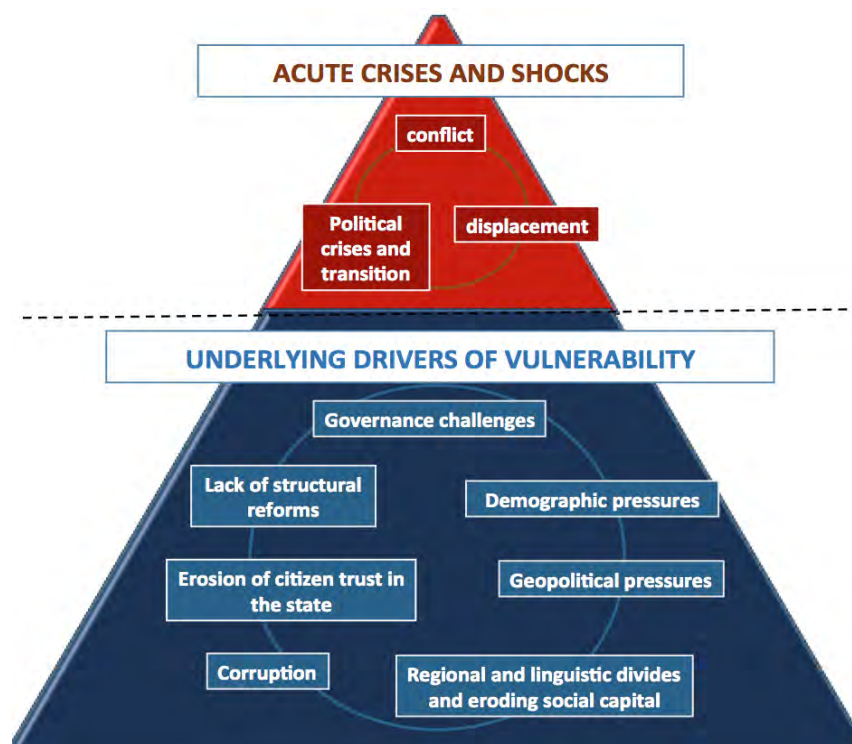 ACUTE CRISES AND SHOCKS
conflict
Political
crises and
transition
displacement
UNDERLYING DRIVERS OF VULNERABILITY
Governance challenges
Lack of structural
reforms
Demographic pressures
Erosion of citizen trust in
the state
Geopolitical pressures
Corruption
Regional and linguistic divides
and eroding social capital